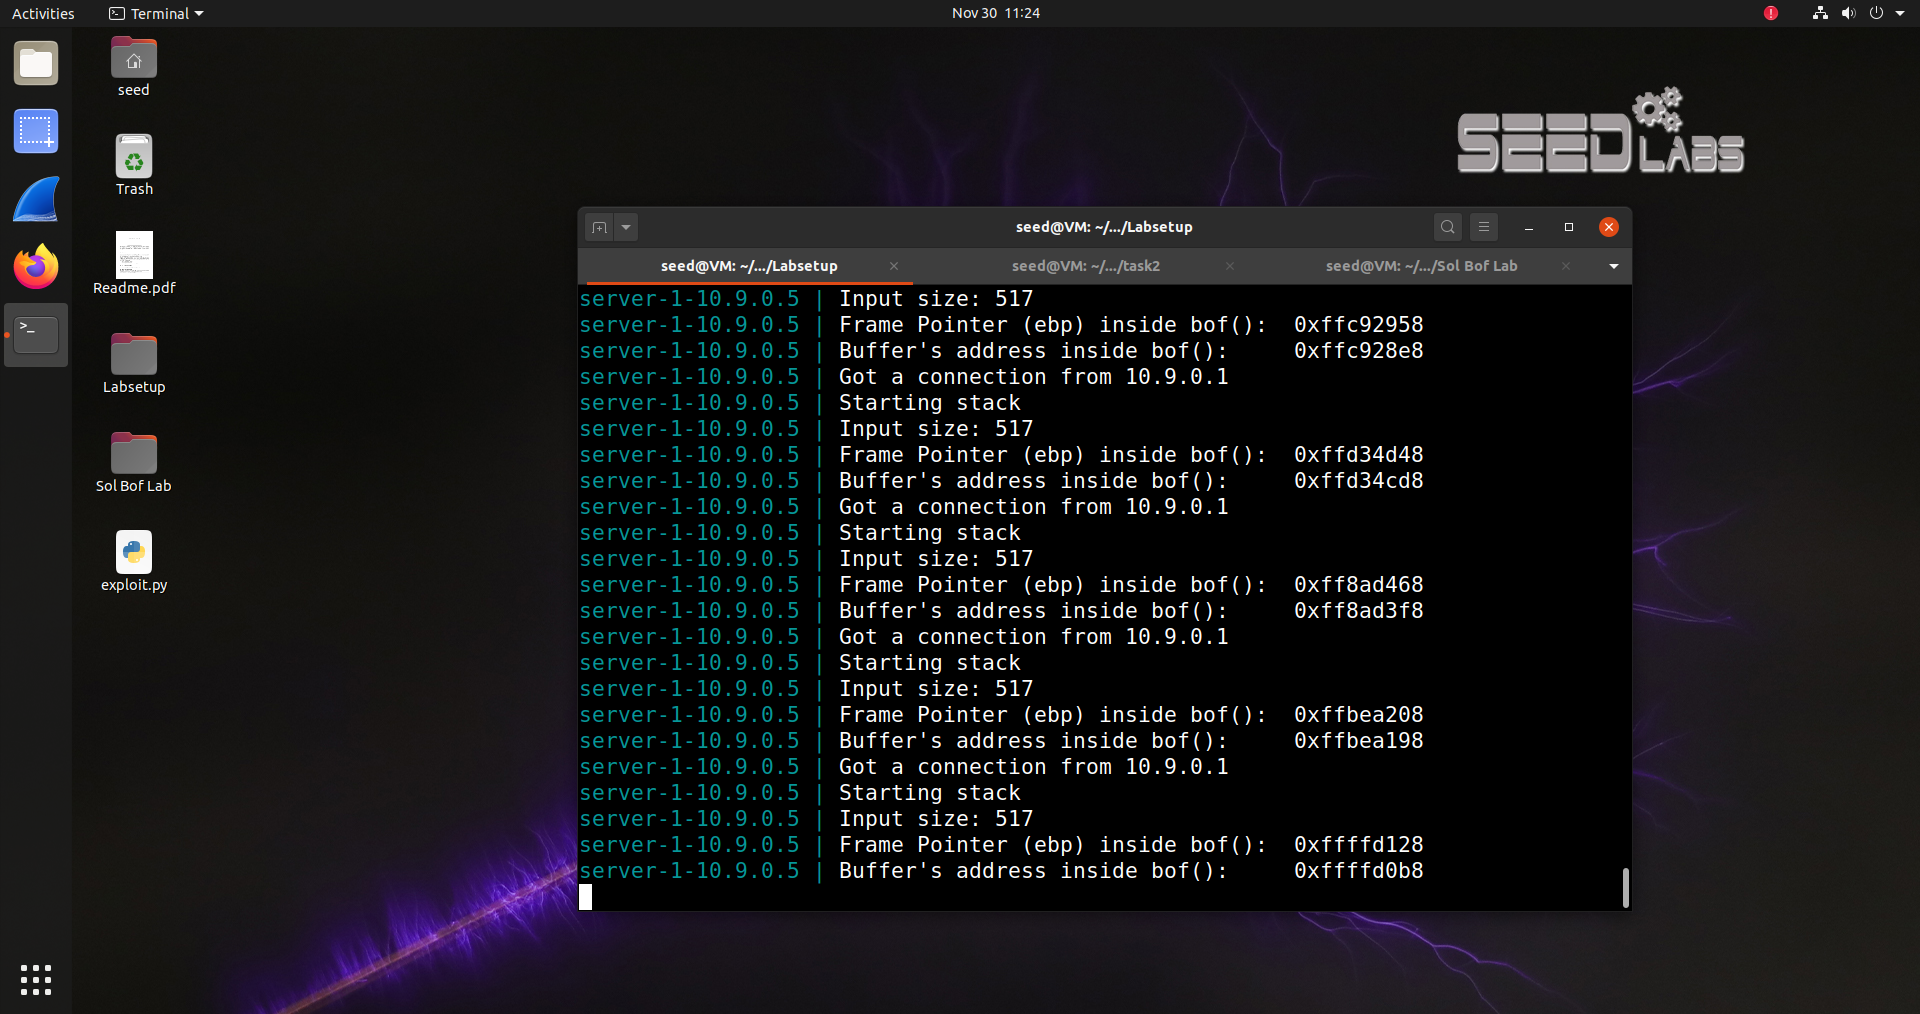 Activities
Terminal
Nov 30 11:24
seed
Trash
Readme.pdf
Labsetup
Sol Bof Lab
exploit.py
SEED LABS
seed@VM: ~/.../Labsetup
seed@VM: ~/.../Labsetup
seed@VM: ~/.../task2
seed@VM: ~/.../Sol Bof Lab
server-1-10.9.0.5 | Input size: 517
server-1-10.9.0.5 | Frame Pointer (ebp) inside bof():  0xffc92958
server-1-10.9.0.5 | Buffer's address inside bof():     0xffc928e8
server-1-10.9.0.5 | Got a connection from 10.9.0.1
server-1-10.9.0.5 | Starting stack
server-1-10.9.0.5 | Input size: 517
server-1-10.9.0.5 | Frame Pointer (ebp) inside bof():  0xffd34d48
server-1-10.9.0.5 | Buffer's address inside bof():     0xffd34cd8
server-1-10.9.0.5 | Got a connection from 10.9.0.1
server-1-10.9.0.5 | Starting stack
server-1-10.9.0.5 | Input size: 517
server-1-10.9.0.5 | Frame Pointer (ebp) inside bof():  0xff8ad468
server-1-10.9.0.5 | Buffer's address inside bof():     0xff8ad3f8
server-1-10.9.0.5 | Got a connection from 10.9.0.1
server-1-10.9.0.5 | Starting stack
server-1-10.9.0.5 | Input size: 517
server-1-10.9.0.5 | Frame Pointer (ebp) inside bof():  0xffbea208
server-1-10.9.0.5 | Buffer's address inside bof():     0xffbea198
server-1-10.9.0.5 | Got a connection from 10.9.0.1
server-1-10.9.0.5 | Starting stack
server-1-10.9.0.5 | Input size: 517
server-1-10.9.0.5 | Frame Pointer (ebp) inside bof():  0xffffd128
server-1-10.9.0.5 | Buffer's address inside bof():     0xffffd0b8